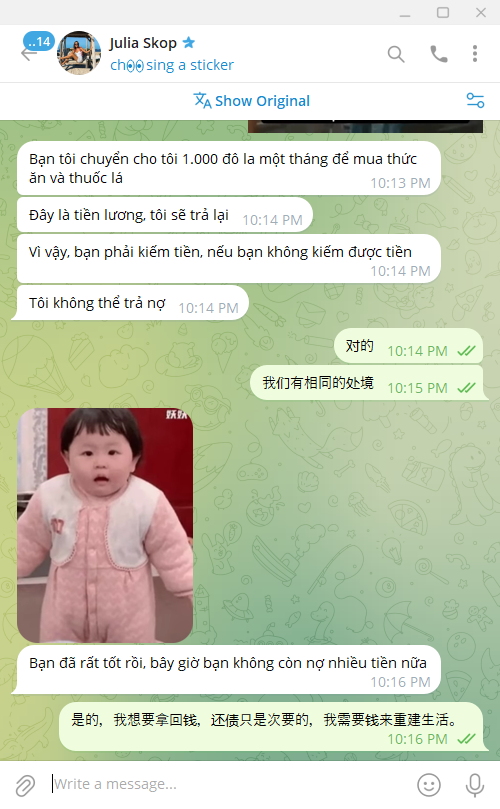 ..14
Julia Skop
choosing a sticker
Show Original
Bạn tôi chuyển cho tôi 1.000 đô la một tháng để mua thức
ăn và thuốc lá
10:13 PM
Đây là tiền lương, tôi sẽ trả lại 10:14 PM
Vì vậy, bạn phải kiếm tiền, nếu bạn không kiếm được tiền
10:14 PM
Tôi không thể trả nợ 10:14 PM
对的 10:14 PM
我们有相同的处境 10:15 PM
跃跃
Bạn đã rất tốt rồi, bây giờ bạn không còn nợ nhiều tiền nữa
10:16 PM
是的，我想要拿回钱，还债只是次要的，我需要钱来重建生活。
10:16 PM
Write a message...